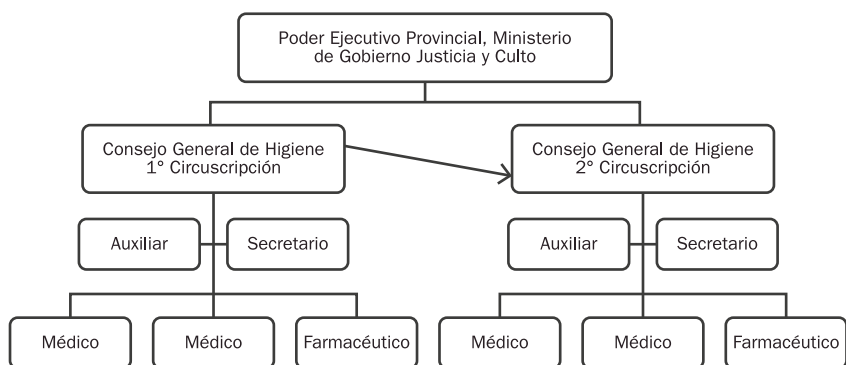 Poder Ejecutivo Provincial, Ministerio
de Gobierno Justicia y Culto
Consejo General de Higiene
1° Circuscripción
Consejo General de Higiene
2° Circuscripción
Auxiliar
Secretario
Auxiliar
Secretario
Médico
Médico
Farmacéutico
Médico
Médico
Farmacéutico